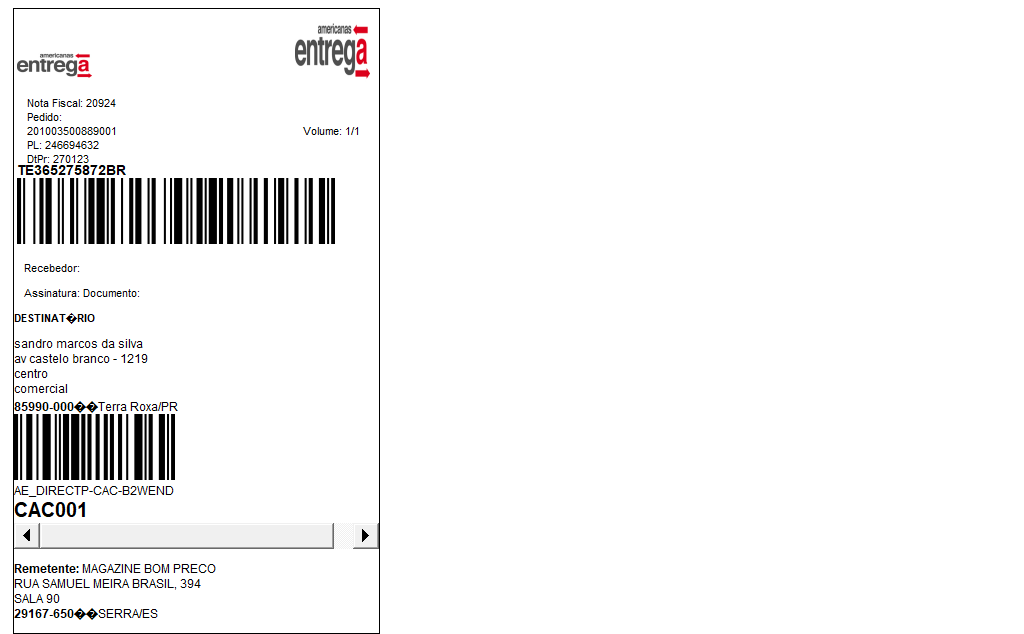 americanas
entrega
americanas
entrega
Nota Fiscal: 20924
Pedido:
201003500889001
Volume: 1/1
PL: 246694632
DtPr: 270123
TE365275872BR
Recebedor:
Assinatura: Documento:
DESTINAT�RIO
sandro marcos da silva
av castelo branco - 1219
centro
comercial
85990-000��Terra Roxa/PR
AE_DIRECTP-CAC-B2WEND
CAC001
Remetente: MAGAZINE BOM PRECO
RUA SAMUEL MEIRA BRASIL, 394
SALA 90
29167-650��SERRA/ES